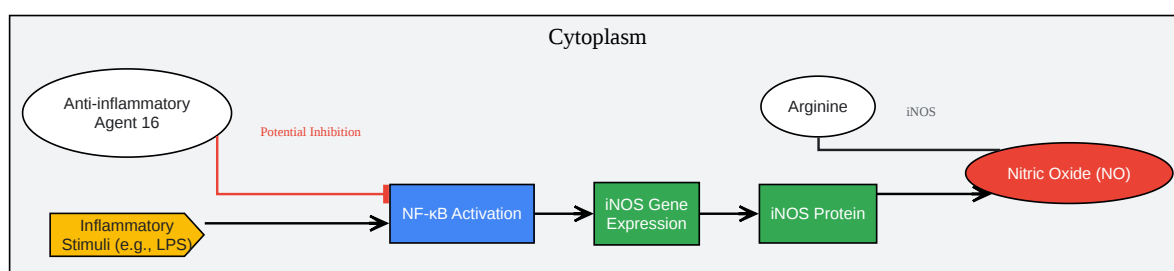 Cytoplasm
Anti-inflammatory
Agent 16
Potential Inhibition
Arginine
iNOS
Nitric Oxide (NO)
NF-κB Activation
iNOS Gene
Expression
iNOS Protein
Inflammatory
Stimuli (e.g., LPS)